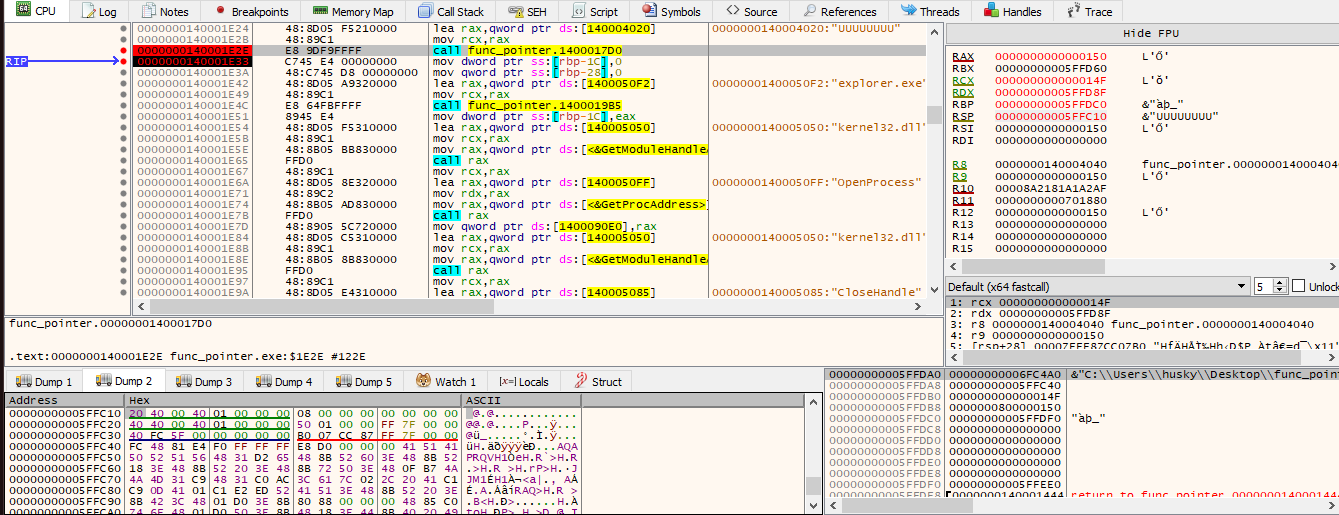 CPU Log Notes Breakpoints Memory Map Call Stack SEH Script Symbols Source References Threads Handles Trace
0000000140001E24 48:8D05 F5210000 lea rax,qword ptr ds:[140004020] 0000000140004020:"UUUUUUUU"
0000000140001E2B 48:89C1 mov rcx,rax
0000000140001E2E E8 9DF9FFFF call func_pointer.1400017D0
RIP 0000000140001E33 C745 E4 00000000 mov dword ptr ss:[rbp-1C],0
0000000140001E3A 48:C745 D8 00000000 mov qword ptr ss:[rbp-28],0
0000000140001E42 48:8D05 A9320000 lea rax,qword ptr ds:[1400050F2] 00000001400050F2:"explorer.exe"
0000000140001E49 48:89C1 mov rcx,rax
0000000140001E4C E8 64FBFFFF call func_pointer.1400019B5
0000000140001E51 8945 E4 mov dword ptr ss:[rbp-1C],eax
0000000140001E54 48:8D05 F5310000 lea rax,qword ptr ds:[140005050] 0000000140005050:"kernel32.dll"
0000000140001E5B 48:89C1 mov rcx,rax
0000000140001E5E 48:8B05 BB830000 mov rax,qword ptr ds:[<&GetModuleHandleA
0000000140001E65 FFD0 call rax
0000000140001E67 48:89C1 mov rcx,rax
0000000140001E6A 48:8D05 8E320000 lea rax,qword ptr ds:[1400050FF] 00000001400050FF:"OpenProcess"
0000000140001E71 48:89C2 mov rdx,rax
0000000140001E74 48:8B05 AD830000 mov rax,qword ptr ds:[<&GetProcAddress>]
0000000140001E7B FFD0 call rax
0000000140001E7D 48:8905 5C720000 mov qword ptr ds:[1400090E0],rax
0000000140001E84 48:8D05 C5310000 lea rax,qword ptr ds:[140005050] 0000000140005050:"kernel32.dll"
0000000140001E8B 48:89C1 mov rcx,rax
0000000140001E8E 48:8B05 8B830000 mov rax,qword ptr ds:[<&GetModuleHandleA
0000000140001E95 FFD0 call rax
0000000140001E97 48:89C1 mov rcx,rax
0000000140001E9A 48:8D05 E4310000 lea rax,qword ptr ds:[140005085] 0000000140005085:"CloseHandle"
Hide FPU
RAX 0000000000000150 L'Ő'
RBX 00000000005FFD60
RCX 000000000000014F L'ŏ'
RDX 00000000005FFD8F
RBP 00000000005FFDC0 &"àþ_"
RSP 00000000005FFC10 &"UUUUUUUU"
RSI 0000000000000150 L'Ő'
RDI 0000000000000000
R8 0000000140004040 func_pointer.0000000140004040
R9 0000000000000150 L'Ő'
R10 00008A2181A1A2AF
R11 0000000000701880
R12 0000000000000150 L'Ő'
R13 0000000000000000
R14 0000000000000000
R15 0000000000000000
Default (x64 fastcall) 5 Unlock
1: rcx 000000000000014F
2: rdx 00000000005FFD8F
3: r8 0000000140004040 func_pointer.0000000140004040
4: r9 0000000000000150
func_pointer.00000001400017D0
.text:0000000140001E2E func_pointer.exe:$1E2E #122E
Dump 1 Dump 2 Dump 3 Dump 4 Dump 5 Watch 1 Locals Struct
Address Hex ASCII
00000000005FFC10 20 40 00 40 01 00 00 00 08 00 00 00 00 00 00 00 @.@............
00000000005FFC20 40 40 00 40 01 00 00 00 50 01 00 00 FF 7F 00 00 @@.@....P...ÿ...
00000000005FFC30 40 FC 5F 00 00 00 00 00 B0 07 CC 87 FF 7F 00 00 @ü_.....°.Ì.ÿ...
00000000005FFC40 FC 48 81 E4 F0 FF FF FF E8 D0 00 00 00 41 51 41 üH.äðÿÿÿèÐ...AQA
00000000005FFC50 50 52 51 56 48 31 D2 65 48 8B 52 60 3E 48 8B 52 PRQVH1ÒeH.R`>H.R
00000000005FFC60 18 3E 48 8B 52 20 3E 48 8B 72 50 3E 48 0F B7 4A .>H.R >H.rP>H.·J
00000000005FFC70 4A 4D 31 C9 48 31 C0 AC 3C 61 7C 02 2C 20 41 C1 JM1ÉH1À¬<a|., AÁ
00000000005FFC80 C9 0D 41 01 C1 E2 ED 52 41 51 3E 48 8B 52 20 3E É.A.ÁâíRAQ>H.R >
00000000005FFC90 8B 42 3C 48 01 D0 3E 8B 80 88 00 00 00 48 85 C0 .B<H.Ð>......H.À
00000000005FFDA0 00000000006FC4A0 &"C:\\Users\\husky\\Desktop\\func_poin
00000000005FFDA8 00000000005FFC40
00000000005FFDB0 000000000000014F
00000000005FFDB8 0000000800000150
00000000005FFDC0 00000000005FFDF0 "àþ_"
00000000005FFDC8 0000000000000000
00000000005FFDD0 0000000000000000
00000000005FFDD8 0000000000000000
00000000005FFDE0 0000000000000000
00000000005FFDE8 0000000000000000
00000000005FFDF0 00000000005FFEE0